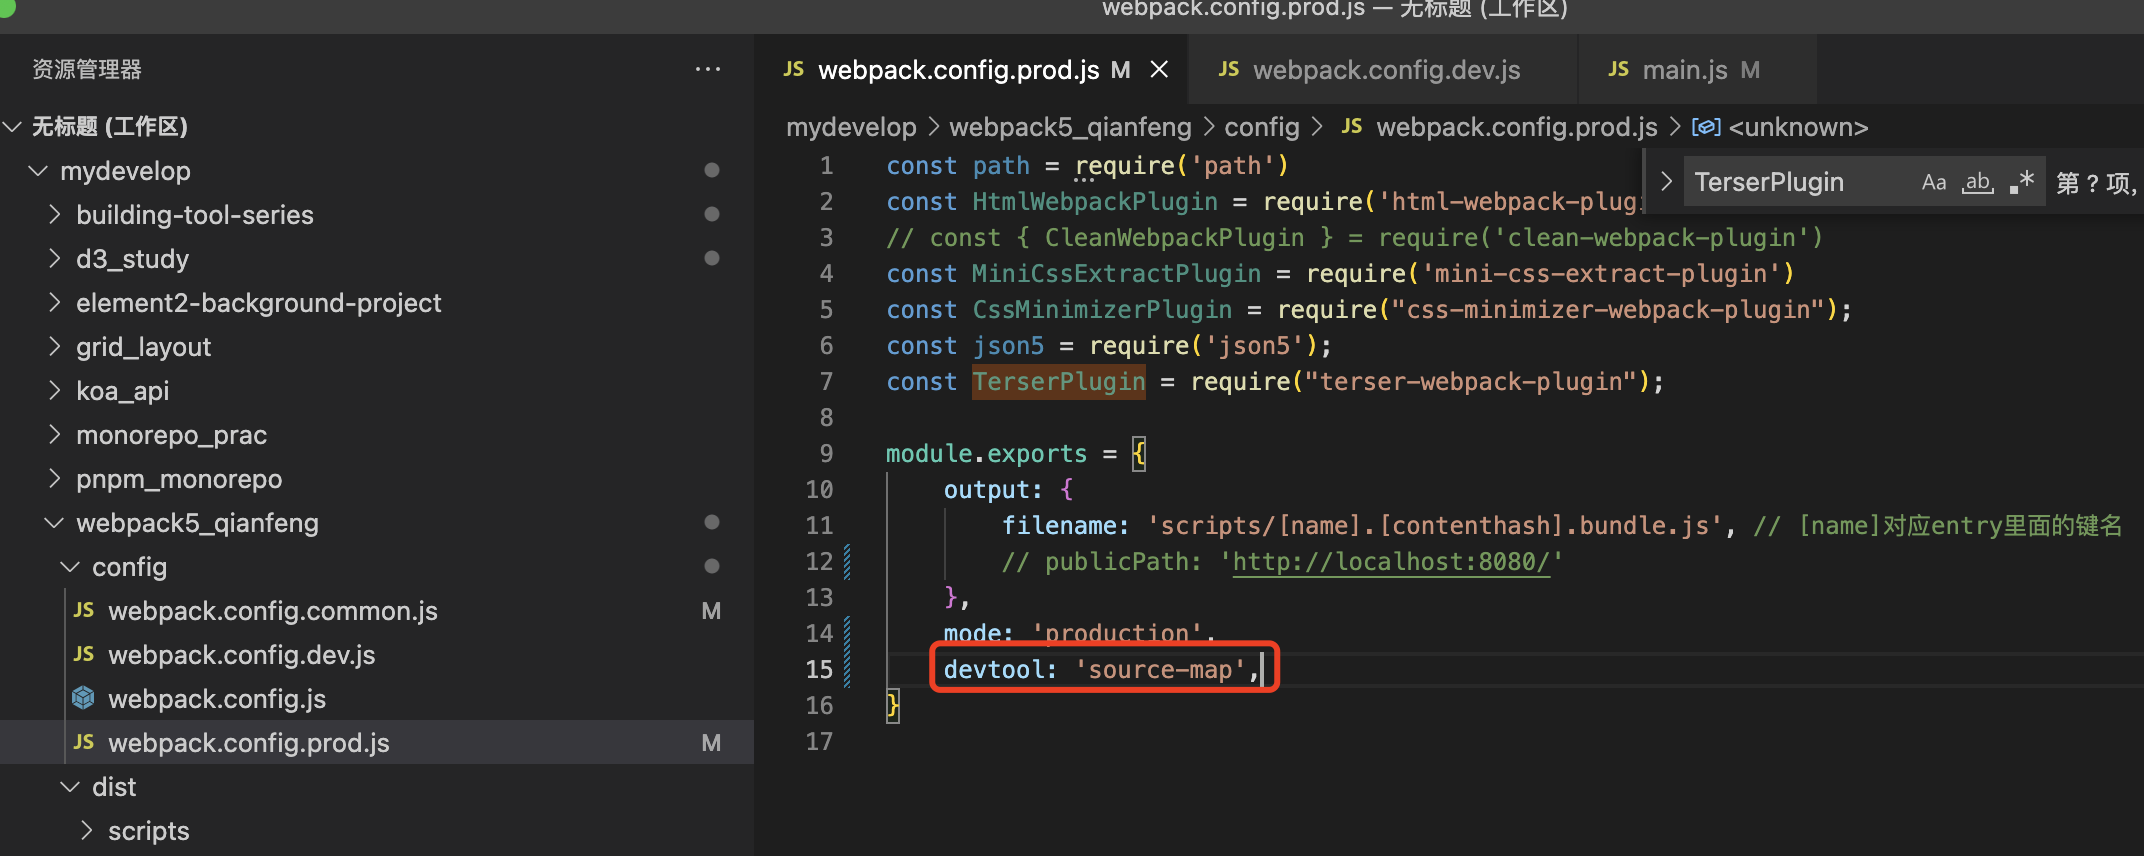 webpack.config.prod.js — 无标题 (工作区)
资源管理器
无标题 (工作区)
mydevelop
building-tool-series
d3_study
element2-background-project
grid_layout
koa_api
monorepo_prac
pnpm_monorepo
webpack5_qianfeng
config
JS webpack.config.common.js M
JS webpack.config.dev.js
webpack.config.js
JS webpack.config.prod.js M
dist
scripts
JS webpack.config.prod.js M
JS webpack.config.dev.js
JS main.js M
mydevelop > webpack5_qianfeng > config > JS webpack.config.prod.js > <unknown>
TerserPlugin Aa ab .* 第 ? 项,
1 const path = require('path')
2 const HtmlWebpackPlugin = require('html-webpack-plug
3 // const { CleanWebpackPlugin } = require('clean-webpack-plugin')
4 const MiniCssExtractPlugin = require('mini-css-extract-plugin')
5 const CssMinimizerPlugin = require("css-minimizer-webpack-plugin");
6 const json5 = require('json5');
7 const TerserPlugin = require("terser-webpack-plugin");
8
9 module.exports = {
10 output: {
11 filename: 'scripts/[name].[contenthash].bundle.js', // [name]对应entry里面的键名
12 // publicPath: 'http://localhost:8080/'
13 },
14 mode: 'production',
15 devtool: 'source-map',
16 }
17